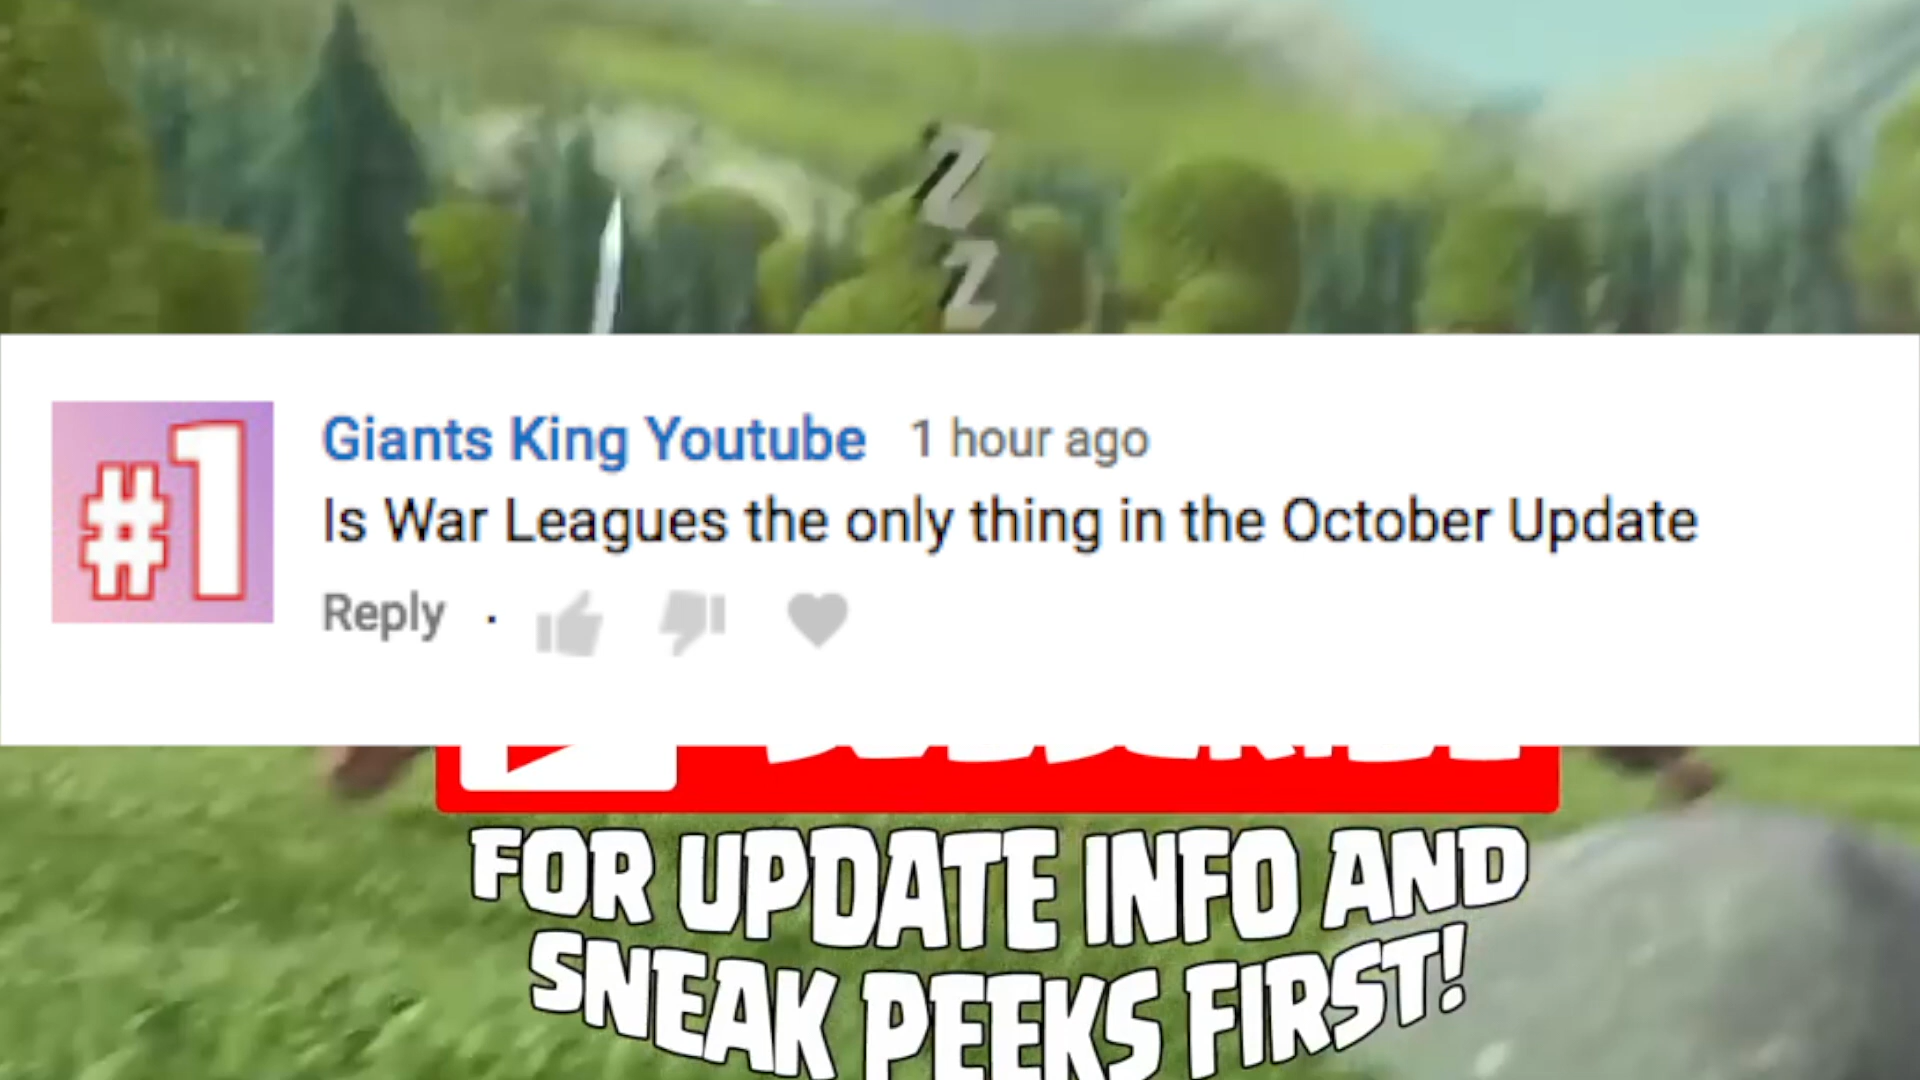 Z
Z
#1
Giants King Youtube 1 hour ago
Is War Leagues the only thing in the October Update
Reply ·
FOR UPDATE INFO AND
SNEAK PEEKS FIRST!